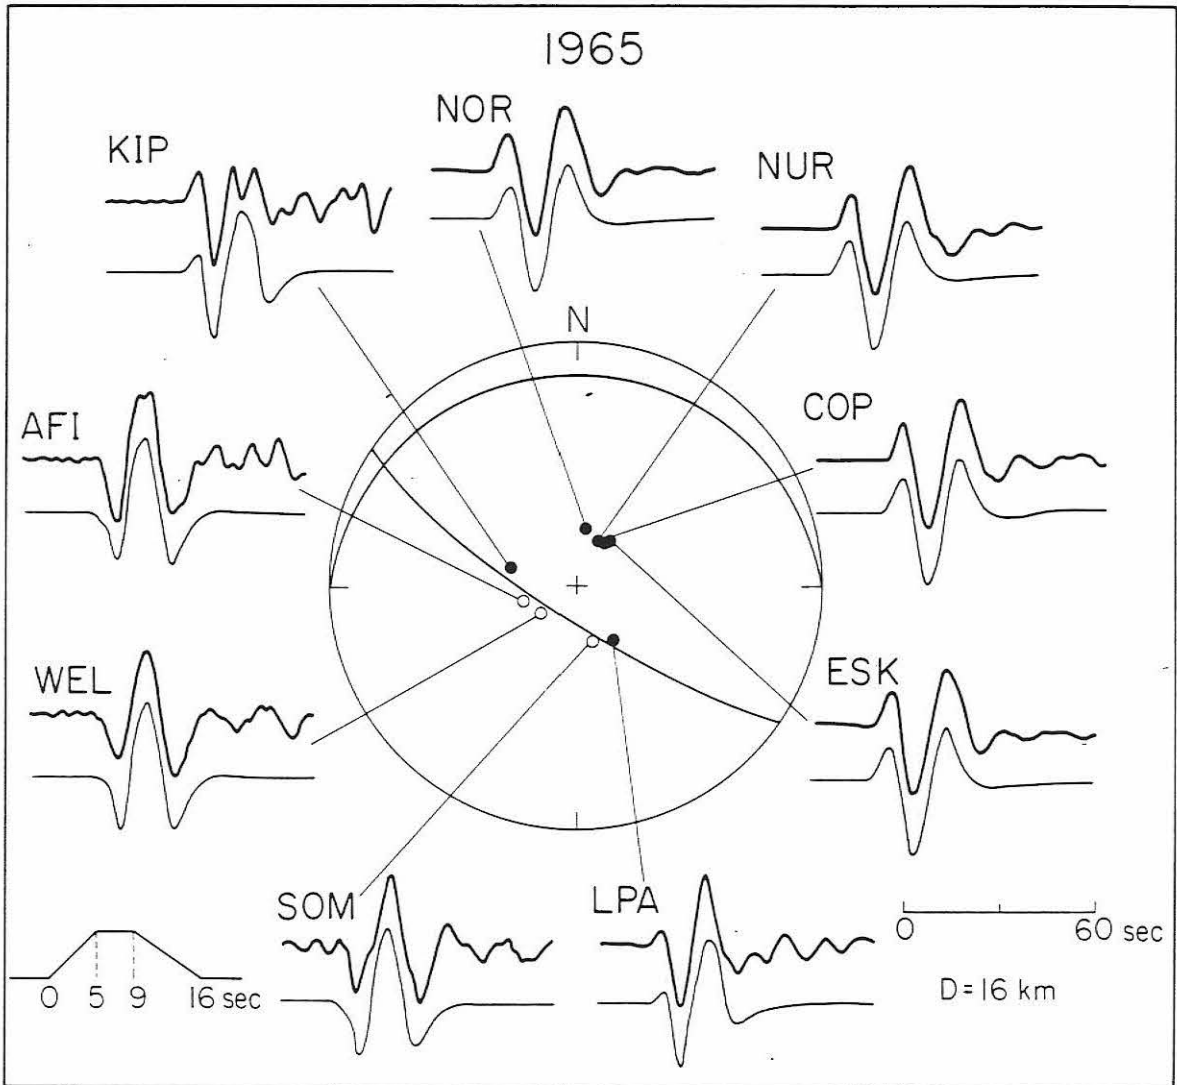 1965
NOR
KIP
NUR
N
COP
AFI
ESK
WEL
SOM
LPA
0 60 sec
0 5 9 16 sec
D=16 km